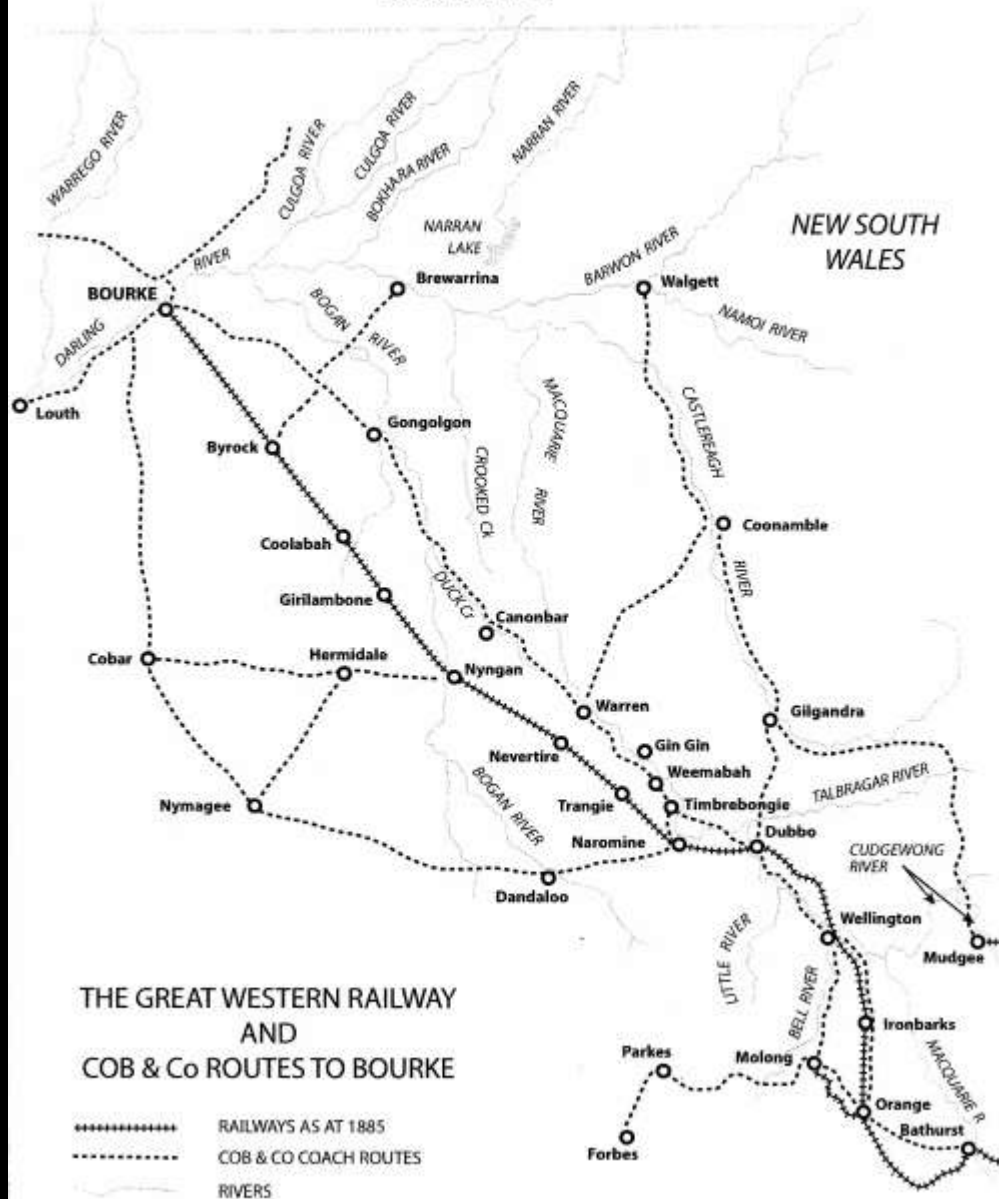 WARREGO RIVER
CULGOA RIVER
CULGOA RIVER
BOKHARA RIVER
NARRAN RIVER
NARRAN
LAKE
NEW SOUTH
WALES
RIVER
Brewarrina
BARWON RIVER
Walgett
BOURKE
BOGAN
RIVER
NAMOI RIVER
DARLING
Louth
Gongolgon
MACQUARIE
RIVER
CASTLEREAGH
RIVER
Byrock
CROOKED Ck
Coonamble
Coolabah
DUCK Cr
Girilambone
Canonbar
Cobar
Hermidale
Nyngan
Warren
Gilgandra
Gin Gin
Nevertire
Weemabah
BOGAN RIVER
TALBRAGAR RIVER
Nymagee
Trangie
Timbrebongie
Naromine
Dubbo
CUDGEWONG
RIVER
Dandaloo
Wellington
LITTLE RIVER
Mudgee
BELL RIVER
Ironbarks
MACQUARIE R
Parkes
Molong
Orange
Bathurst
Forbes
THE GREAT WESTERN RAILWAY
AND
COB & Co ROUTES TO BOURKE
RAILWAYS AS AT 1885
COB & CO COACH ROUTES
RIVERS